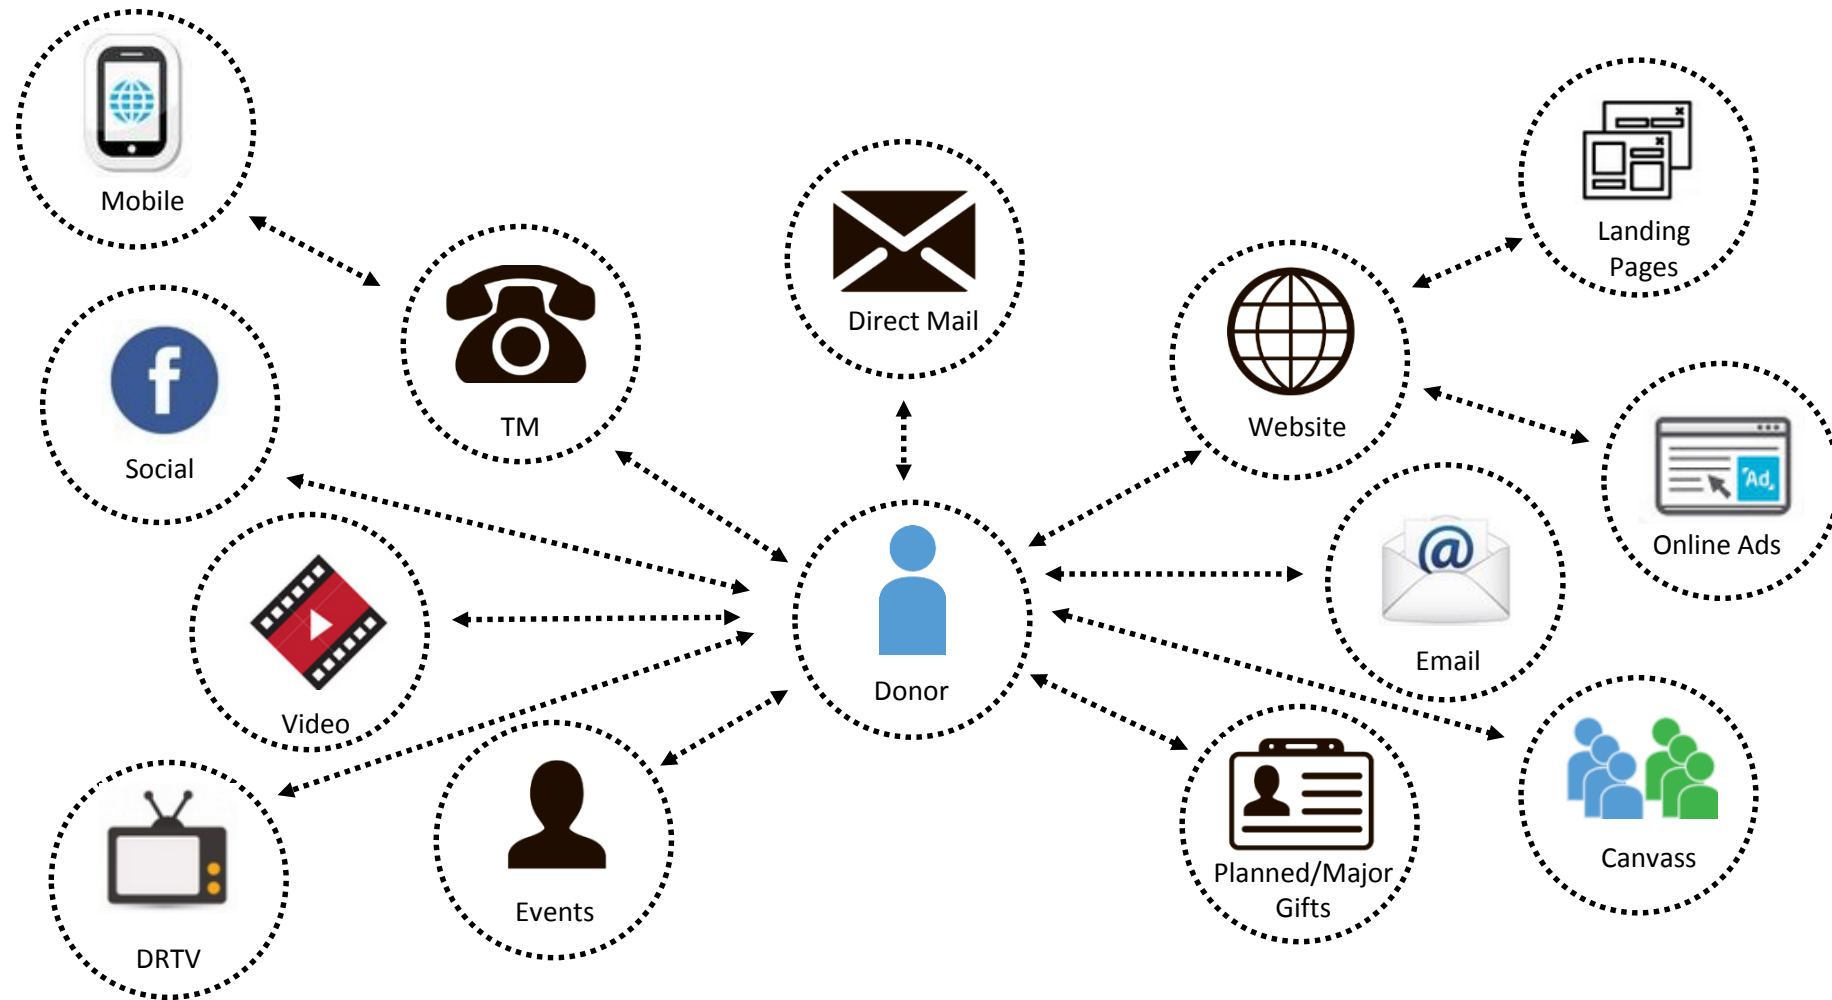 Mobile
Landing
Pages
Direct Mail
TM
Website
f
Social
Ad
Online Ads
@
Email
Donor
Video
Canvass
Planned/Major
Gifts
Events
DRTV